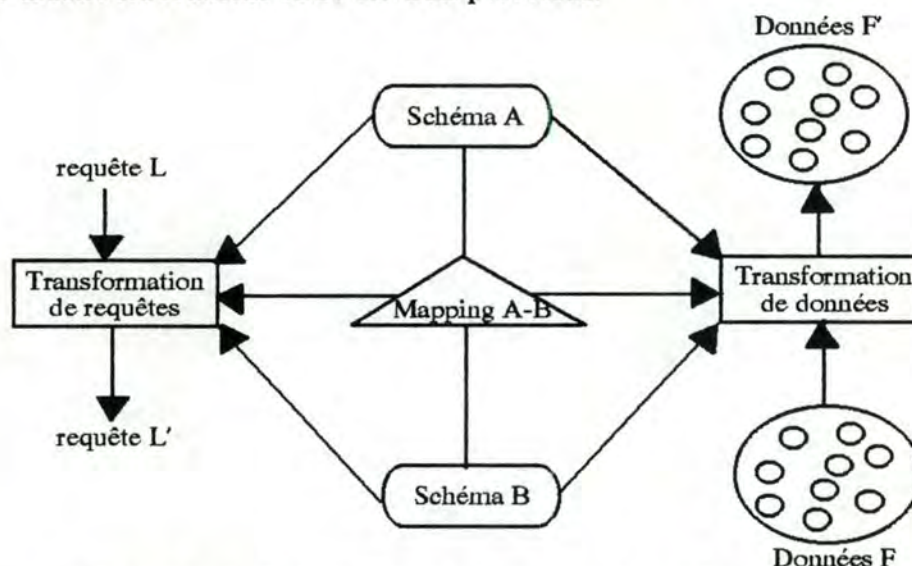 Données F'
Schéma A
requête L
Transformation
de requêtes
Mapping A-B
Transformation
de données
requête L'
Schéma B
Données F